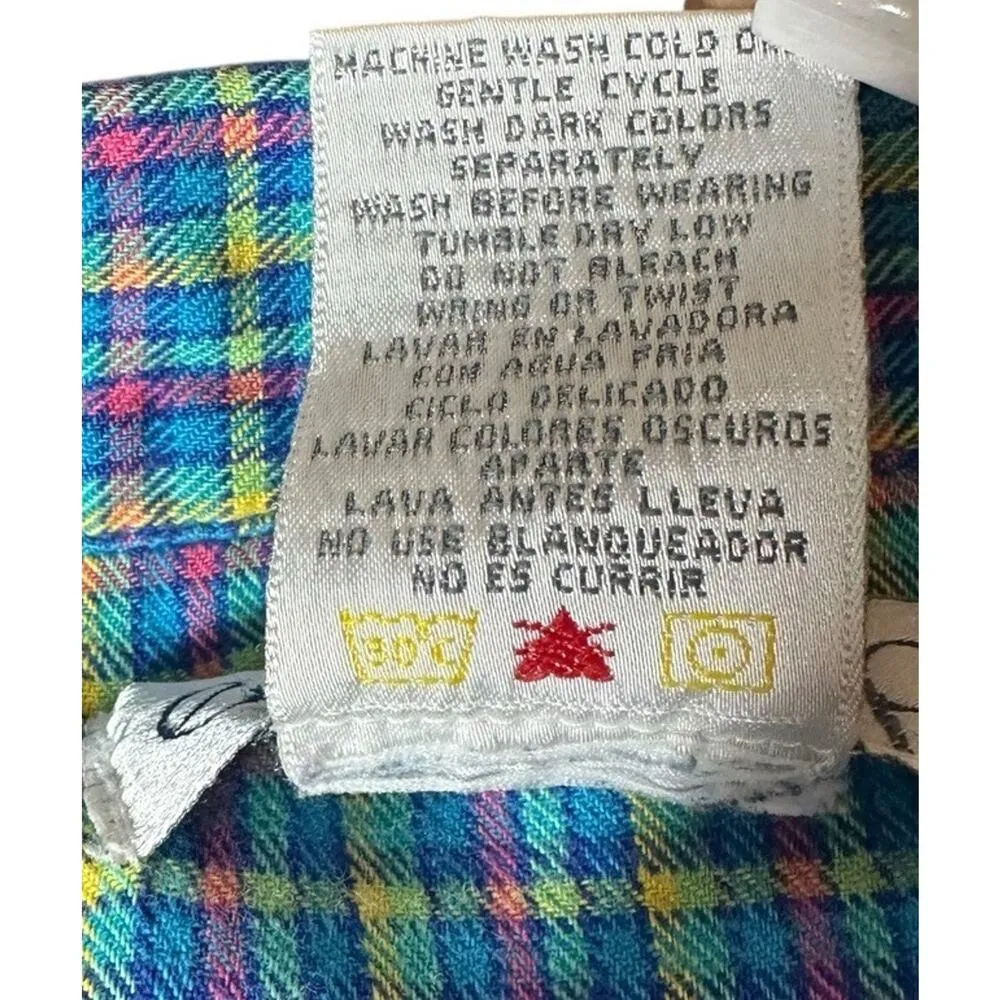 MACHINE WASH COLD ON
GENTLE CYCLE
WASH DARK COLORS
SEPARATELY
WASH BEFORE WEARING
TUMBLE DRY LOW
DO NOT BLEACH
WRING OR TWIST
LAVAR EN LAVADORA
CON AGUA FRIA
CICLO DELICADO
LAVAR COLORES OSCUROS
APARTE
LAVA ANTES LLEVA
NO USE BLANQUEADOR
NO ES CURRIR
30°C